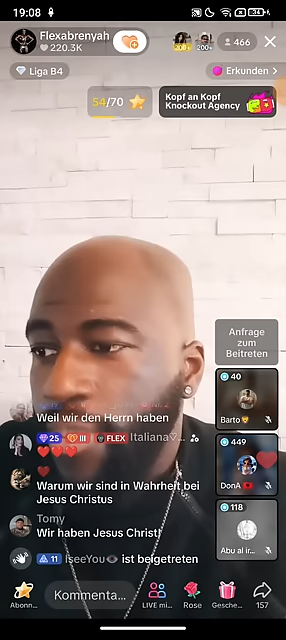 19:08
34
Flexabrenyah
220.3K
200+
200+
466
Liga B4
Erkunden >
54/70
Kopf an Kopf
Knockout Agency
Anfrage
zum
Beitreten
40
Barto
449
DonA
118
Abu al ir...
Weil wir den Herrn haben
25 III FLEX Italiana
Warum wir sind in Wahrheit bei
Jesus Christus
Tomy
Wir haben Jesus Christ
11 IseeYou ist beigetreten
Abonn...
Kommenta...
LIVE mi...
Rose
Gesche...
157